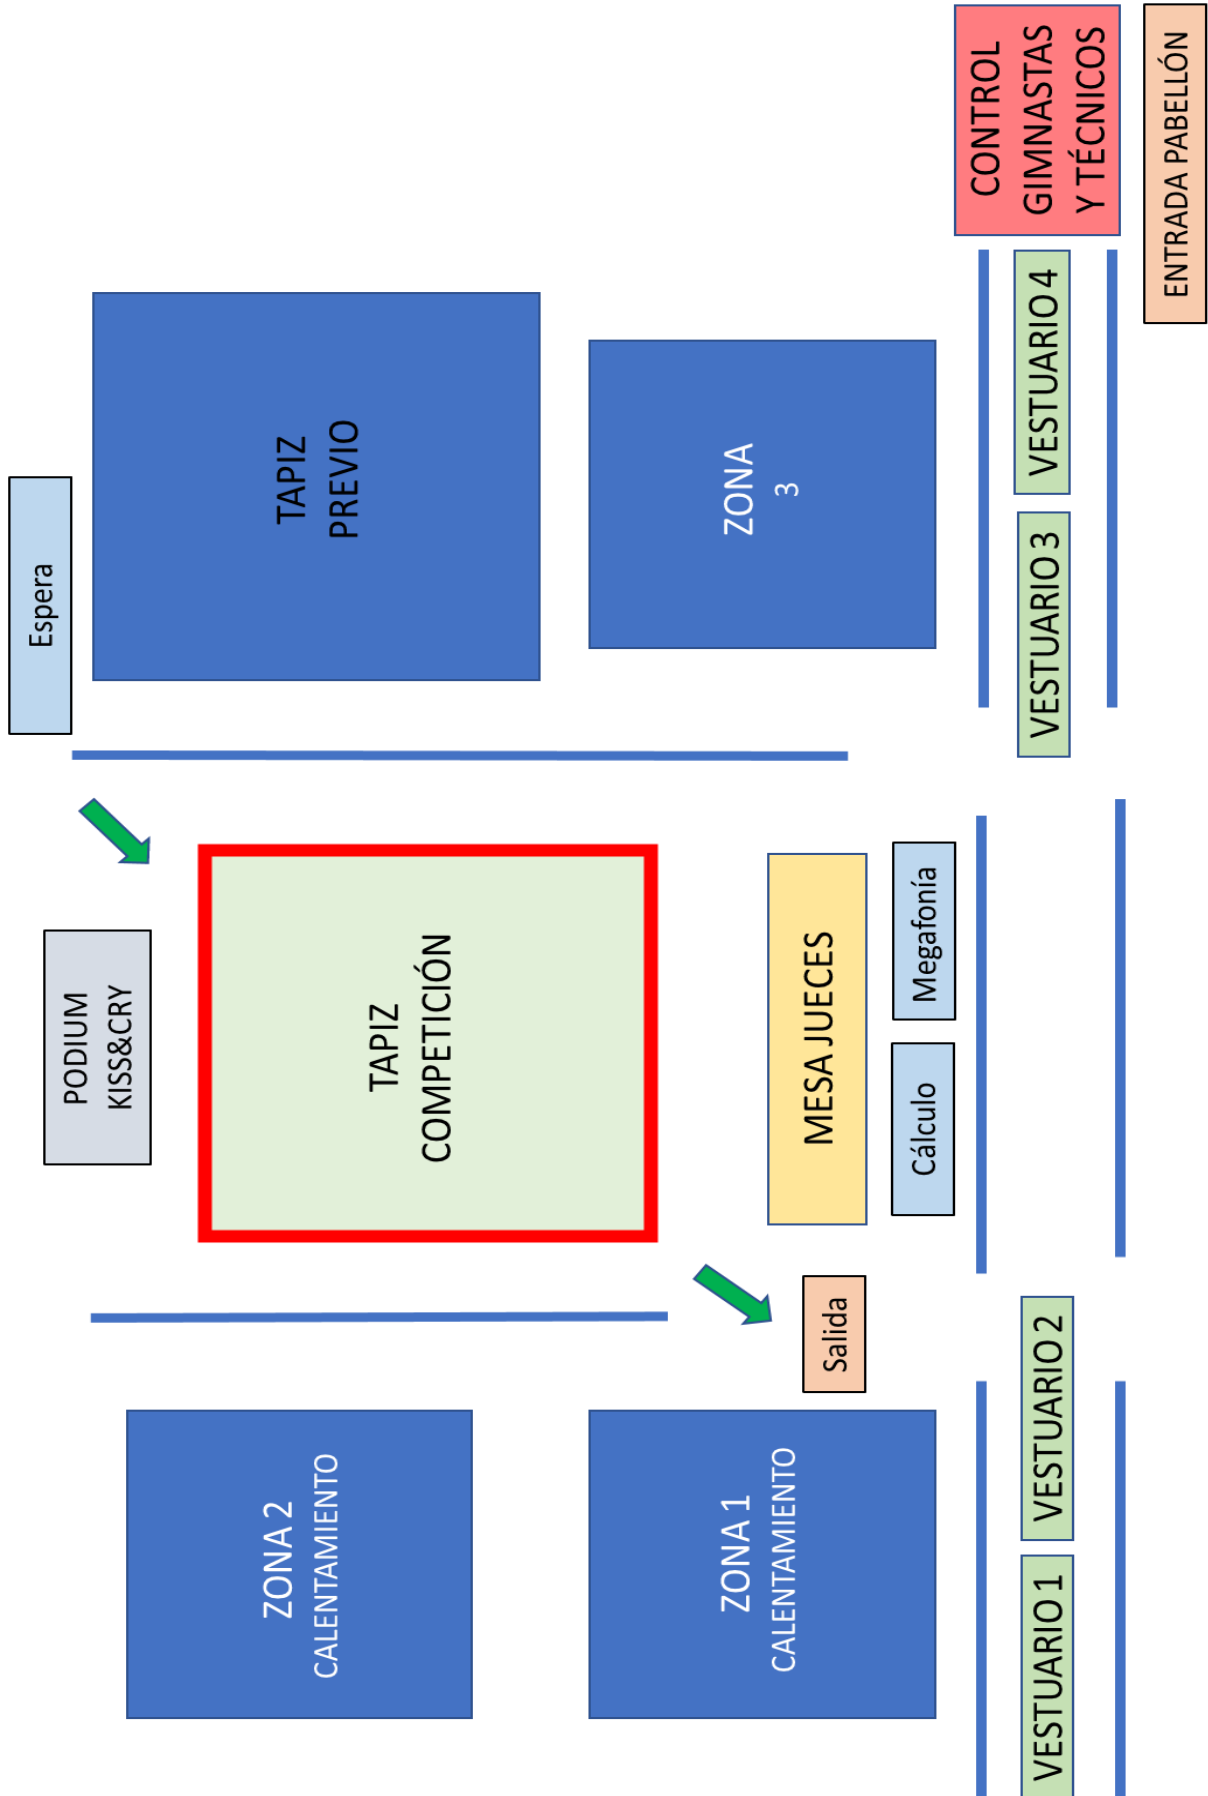 Espera
TAPIZ
PREVIO
ZONA
3
CONTROL
GIMNASTAS
Y TÉCNICOS
ENTRADA PABELLÓN
VESTUARIO 4
VESTUARIO 3
PODIUM
KISS&CRY
TAPIZ
COMPETICIÓN
MESA JUECES
Megafonía
Cálculo
Salida
ZONA 2
CALENTAMIENTO
ZONA 1
CALENTAMIENTO
VESTUARIO 2
VESTUARIO 1